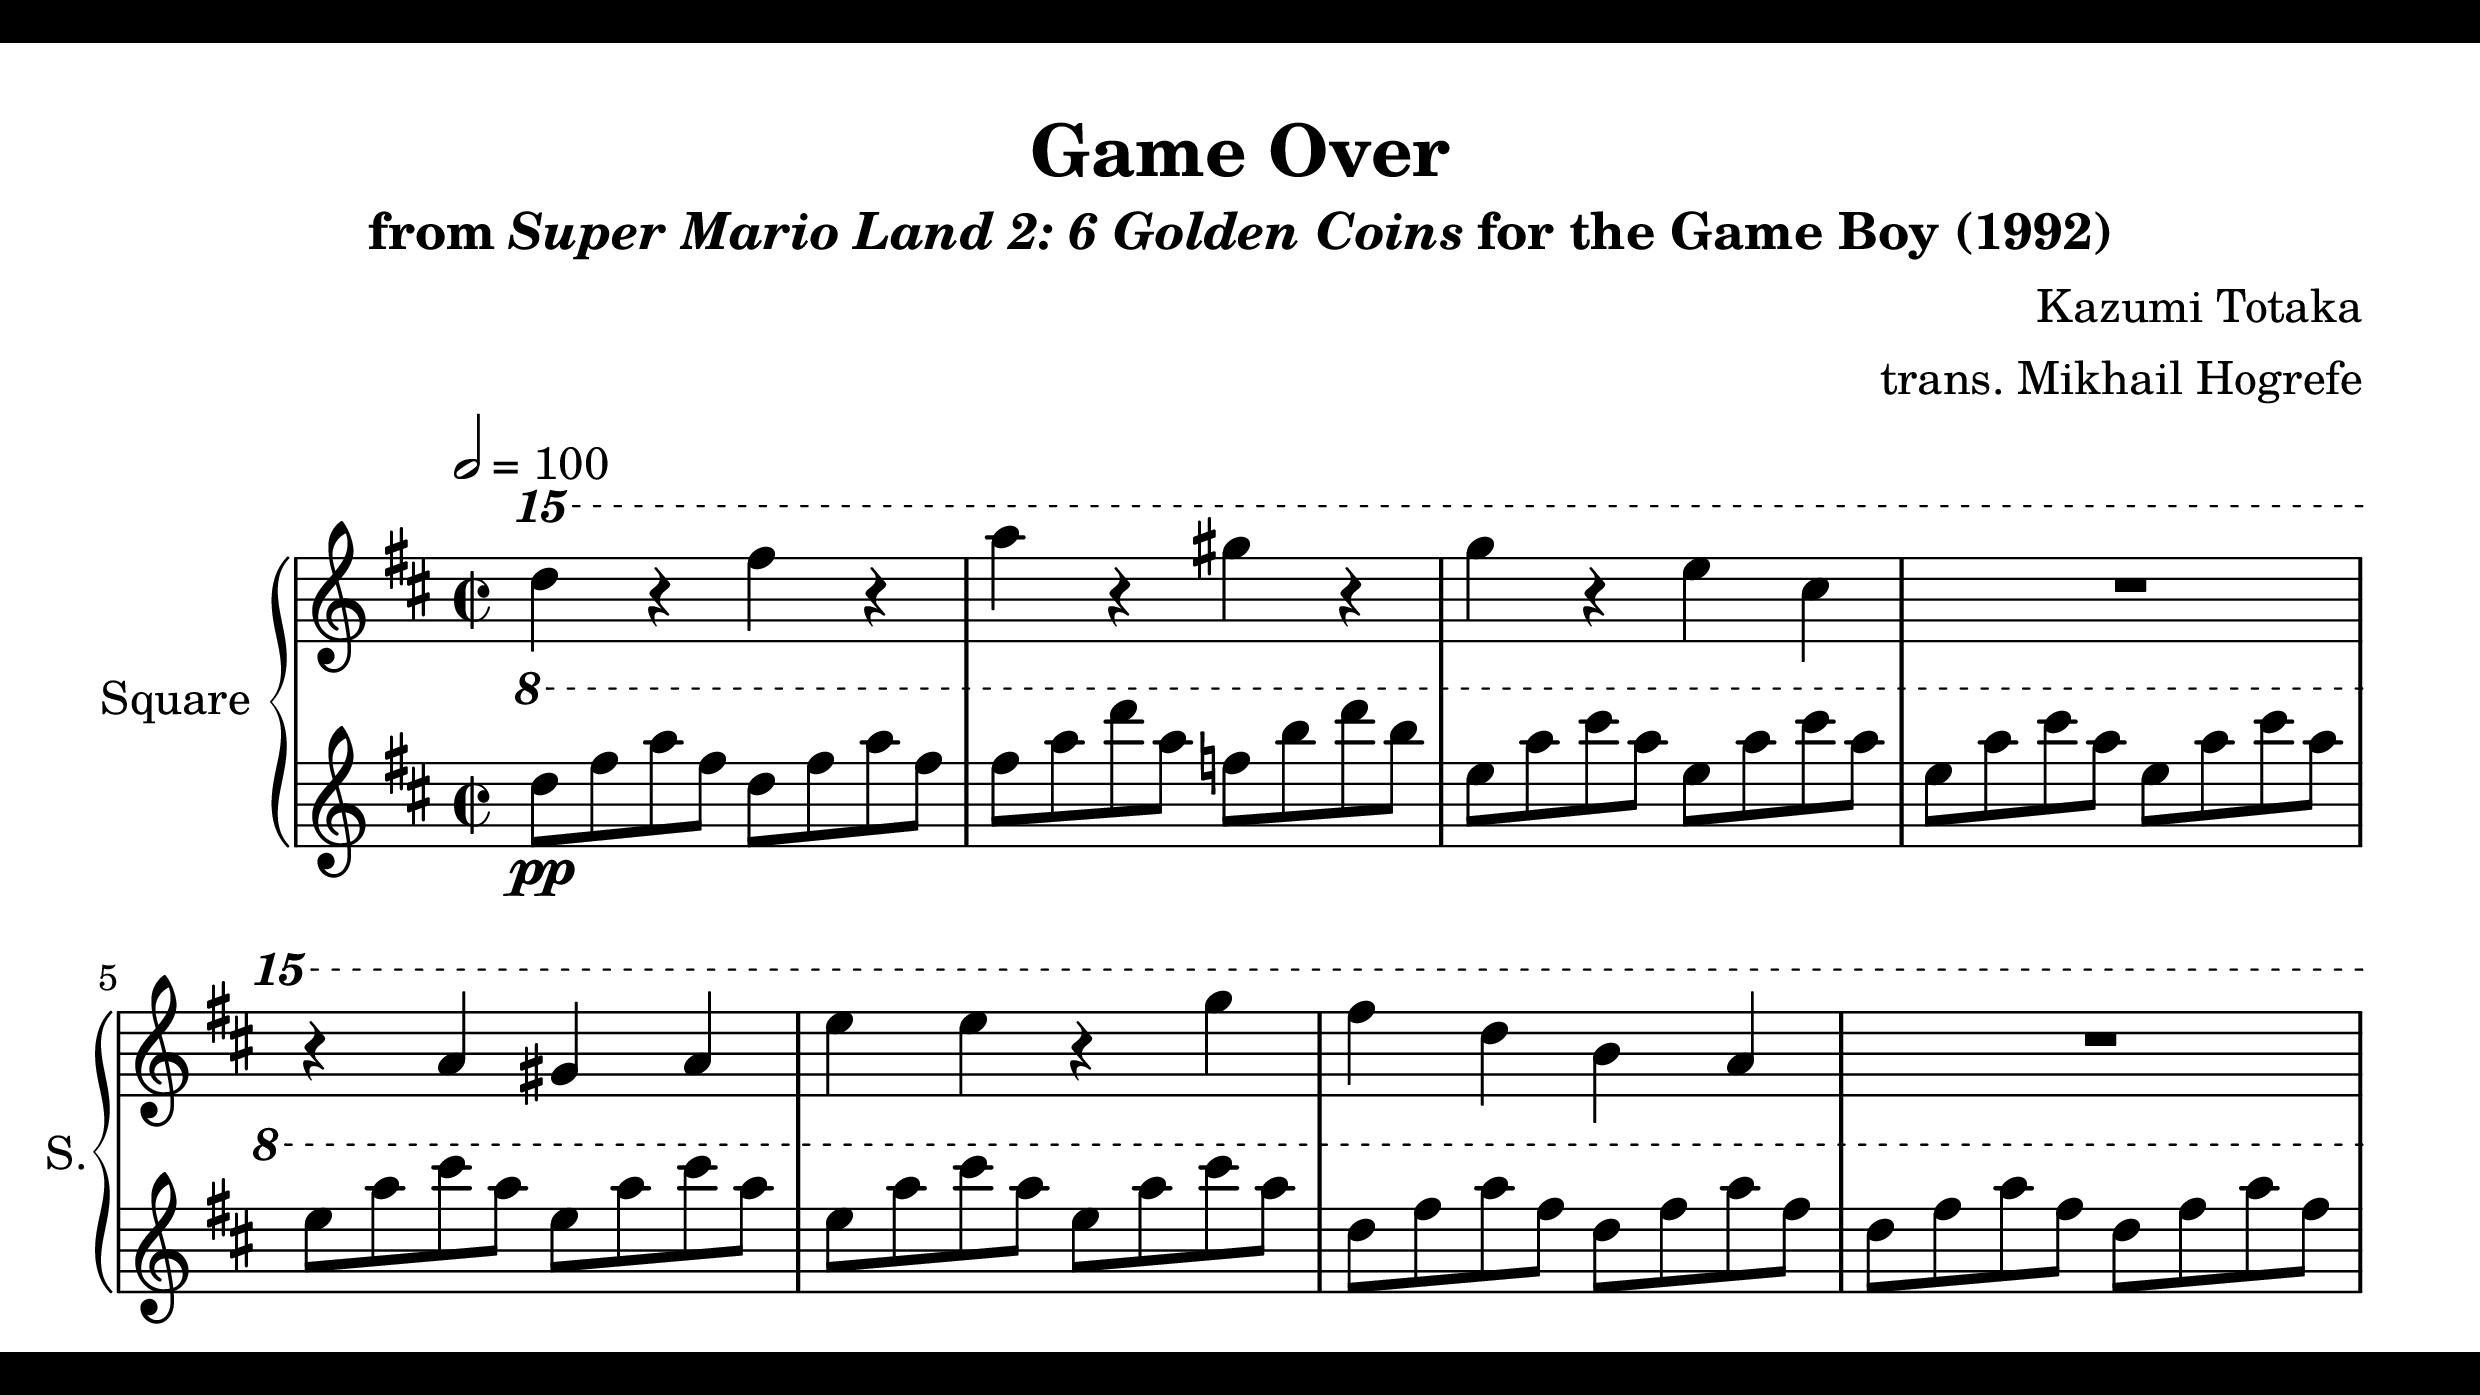 Game Over
from Super Mario Land 2: 6 Golden Coins for the Game Boy (1992)
Kazumi Totaka
trans. Mikhail Hogrefe
= 100
15
Square
8
pp
5
15
S.
8